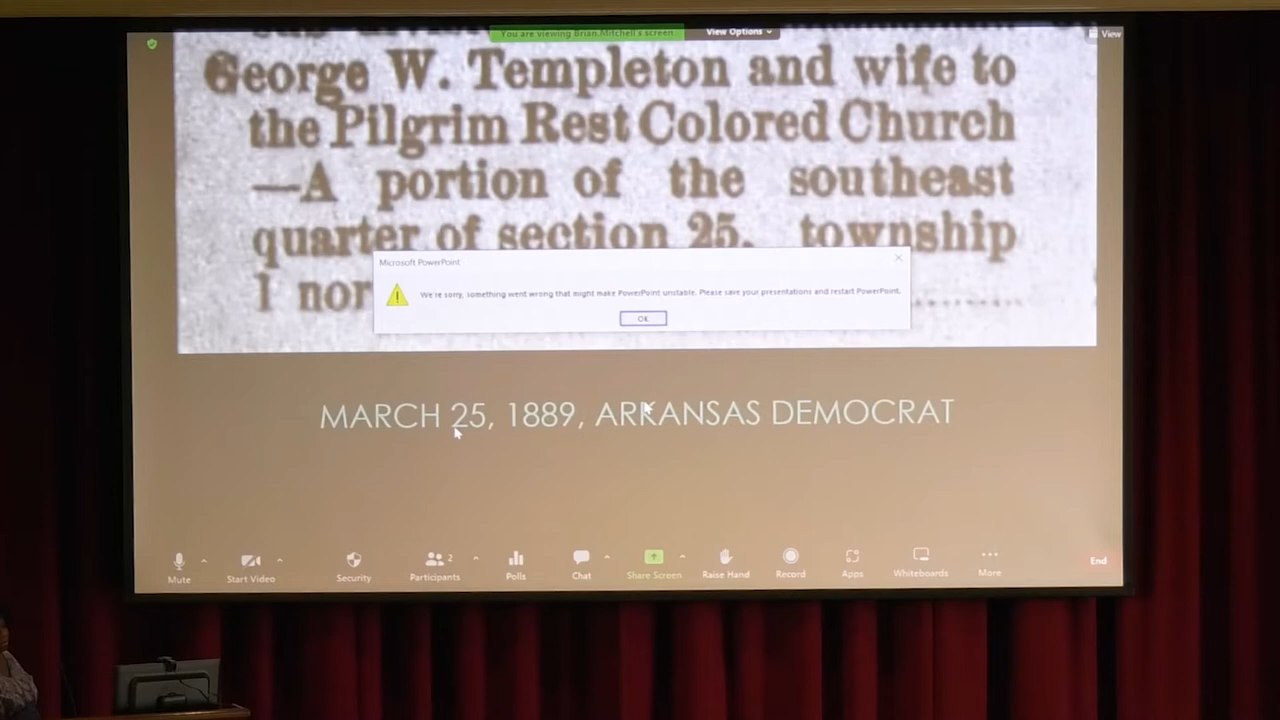 You are viewing Brian.Mitchell's screen
View Options
View
George W. Templeton and wife to
the Pilgrim Rest Colored Church
—A portion of the southeast
quarter of section 25, township
1 nor
Microsoft PowerPoint
We're sorry, something went wrong that might make PowerPoint unstable. Please save your presentations and restart PowerPoint.
OK
MARCH 25, 1889, ARKANSAS DEMOCRAT
Mute
Start Video
Security
Participants
2
Polls
Chat
Share Screen
Raise Hand
Record
Apps
Whiteboards
More
End